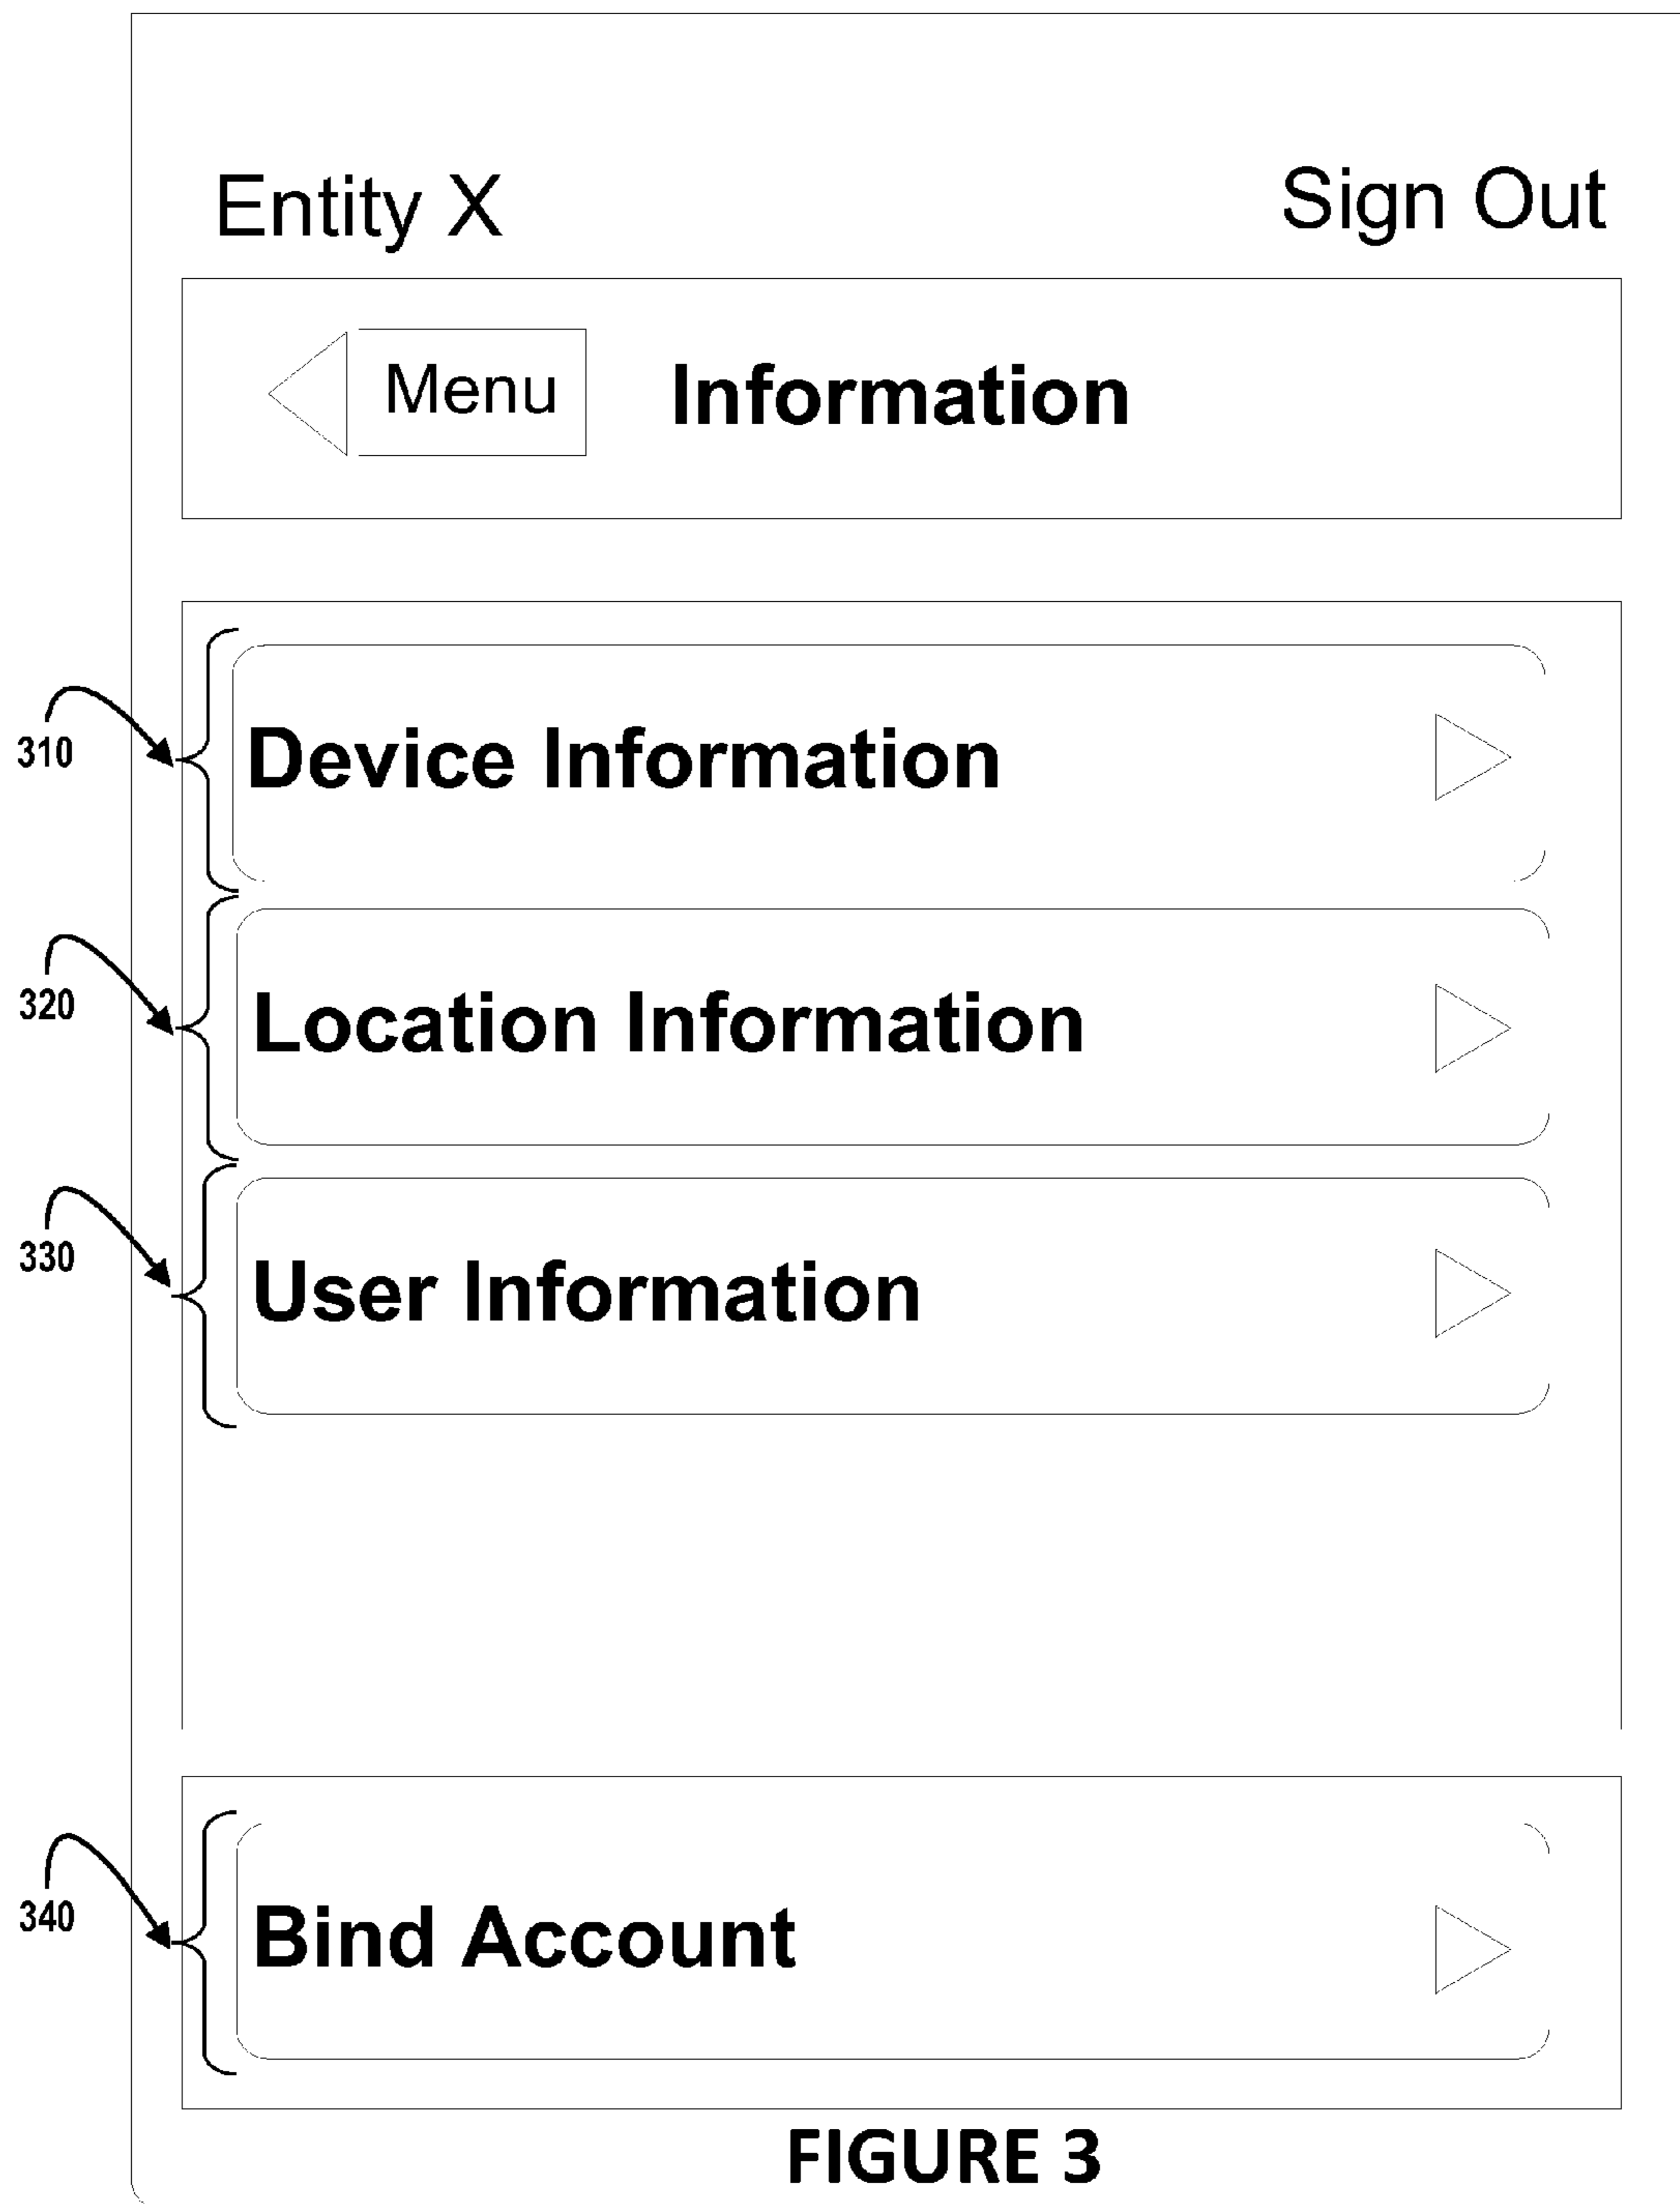 Entity X Sign Out
Menu Information
310 Device Information
320 Location Information
330 User Information
340 Bind Account
FIGURE 3